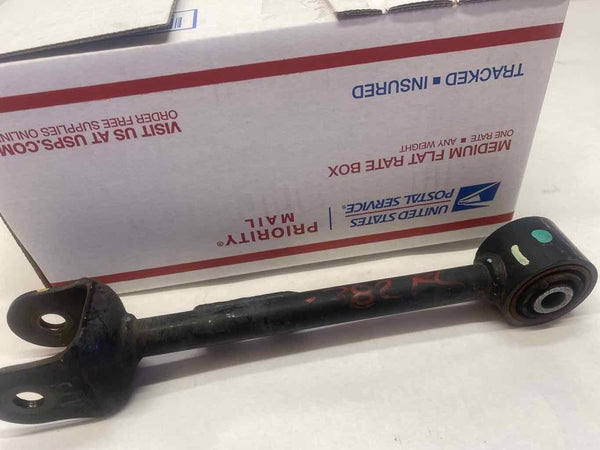 TRACKED ■ INSURED
VISIT US AT USPS.COM
ORDER FREE SUPPLIES ONLINE
ONE RATE ■ ANY WEIGHT
MEDIUM FLAT RATE BOX
UNITED STATES
POSTAL SERVICE®
PRIORITY®
MAIL